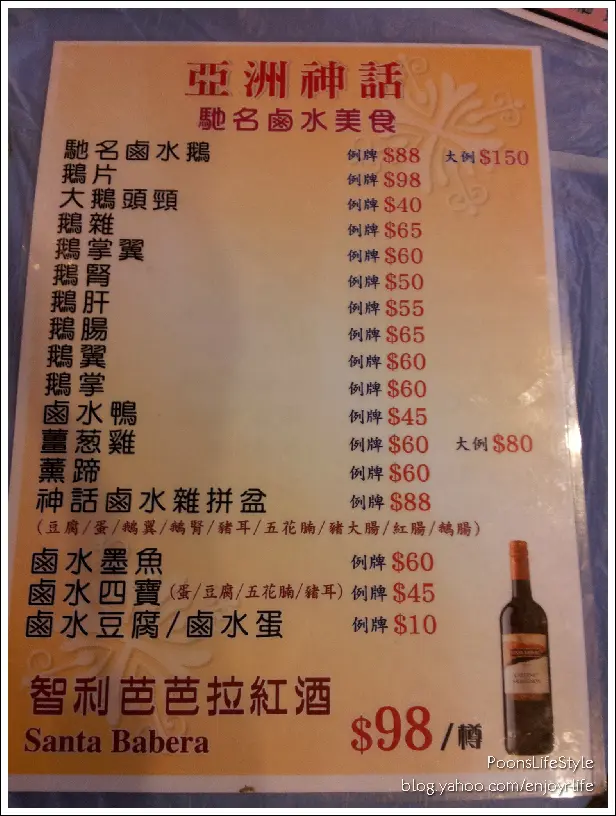 亞洲神話
馳名鹵水美食
馳名鹵水鵝 例牌 $88 大例 $150
鵝片 例牌 $98
大鵝頭頸 例牌 $40
鵝雜 例牌 $65
鵝掌翼 例牌 $60
鵝腎 例牌 $50
鵝肝 例牌 $55
鵝腸 例牌 $65
鵝翼 例牌 $60
鵝掌 例牌 $60
鹵水鴨 例牌 $45
薑葱雞 例牌 $60 大例 $80
薰蹄 例牌 $60
神話鹵水雜拼盆 例牌 $88
(豆腐/蛋/鵝翼/鵝腎/豬耳/五花腩/豬大腸/紅腸/鵝腸)
鹵水墨魚 例牌 $60
鹵水四寶(蛋/豆腐/五花腩/豬耳) 例牌 $45
鹵水豆腐/鹵水蛋 例牌 $10
智利芭芭拉紅酒
Santa Babera $98/樽
PoonsLifeStyle
blog.yahoo.com/enjoyr-life